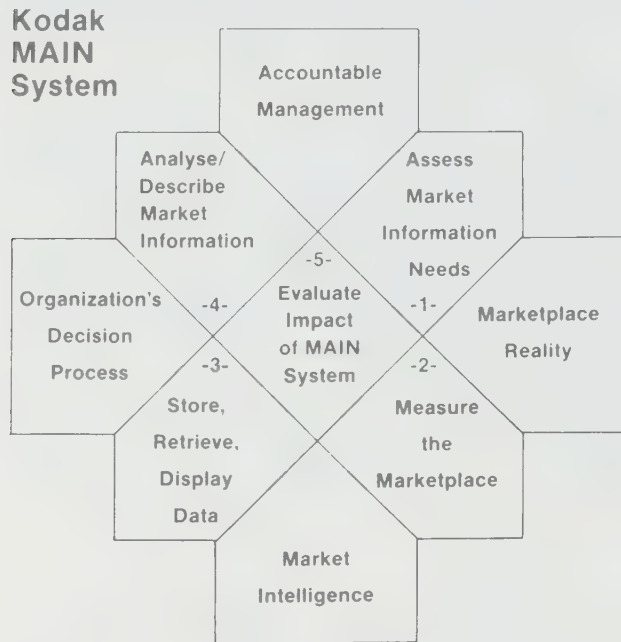 Kodak
MAIN
System
Accountable
Management
Analyse/
Describe
Market
Information
-4-
Assess
Market
Information
Needs
-1-
-5-
Evaluate
Impact
of MAIN
System
Organization's
Decision
Process
Marketplace
Reality
-3-
Store,
Retrieve,
Display
Data
-2-
Measure
the
Marketplace
Market
Intelligence